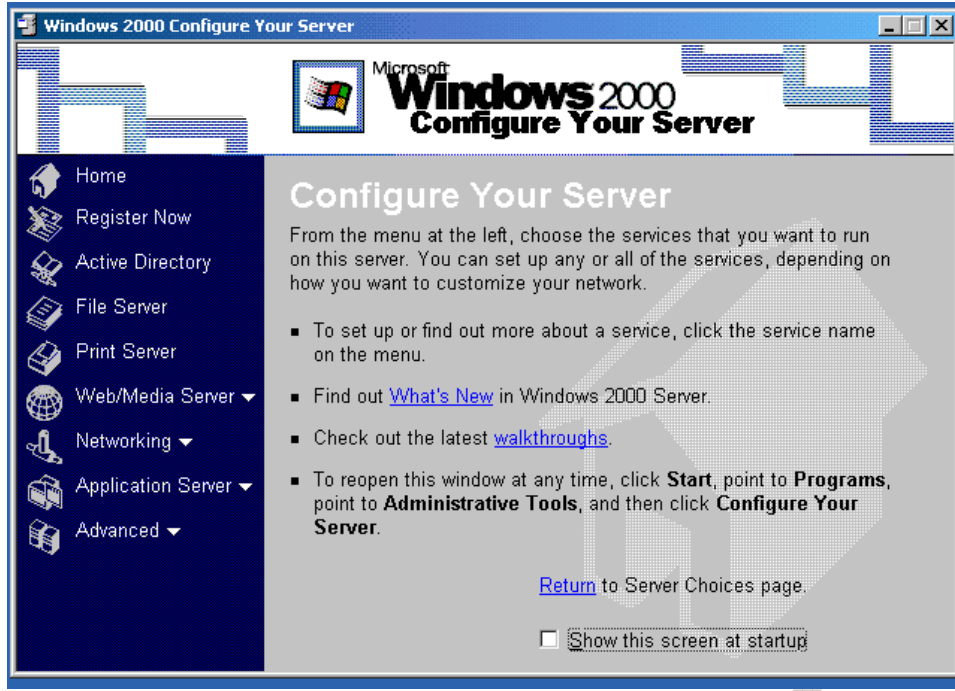 Windows 2000 Configure Your Server
Microsoft
Windows 2000
Configure Your Server
Home
Register Now
Active Directory
File Server
Print Server
Web/Media Server
Networking
Application Server
Advanced
Configure Your Server
From the menu at the left, choose the services that you want to run
on this server. You can set up any or all of the services, depending on
how you want to customize your network.
To set up or find out more about a service, click the service name
on the menu.
Find out What's New in Windows 2000 Server.
Check out the latest walkthroughs.
To reopen this window at any time, click Start, point to Programs,
point to Administrative Tools, and then click Configure Your
Server.
Return to Server Choices page.
Show this screen at startup